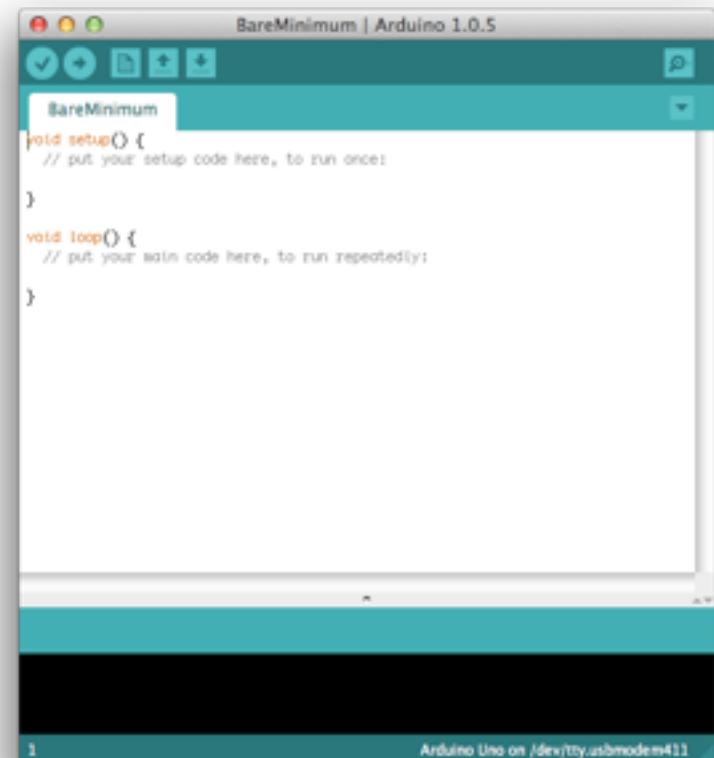 BareMinimum | Arduino 1.0.5
BareMinimum
void setup() {
  // put your setup code here, to run once:
}
void loop() {
  // put your main code here, to run repeatedly:
}
1
Arduino Uno on /dev/tty.usbmodem411